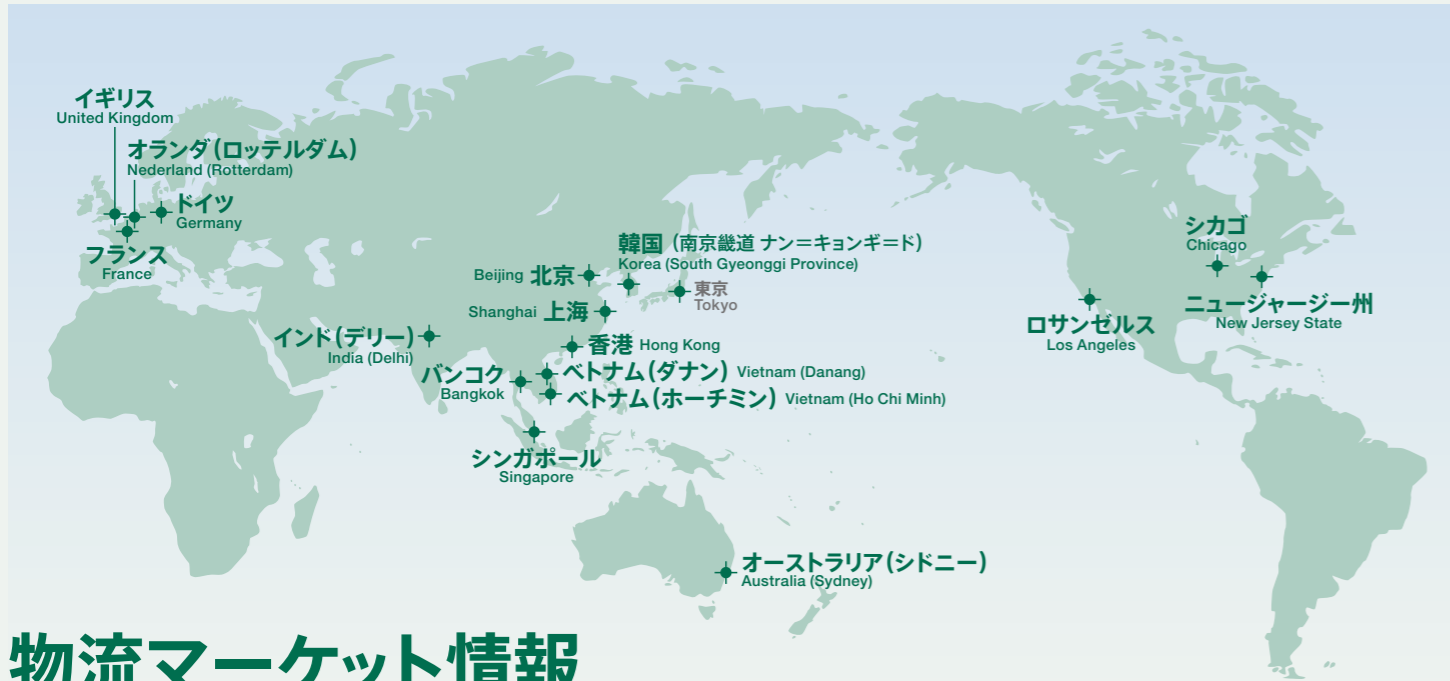 イギリス
United Kingdom
オランダ(ロッテルダム)
Nederland (Rotterdam)
ドイツ
Germany
フランス
France
韓国 (南京畿道 ナン=キョンギ=ド)
Korea (South Gyeonggi Province)
Beijing 北京
東京
Tokyo
Shanghai 上海
香港 Hong Kong
インド(デリー)
India (Delhi)
バンコク
Bangkok
ベトナム(ダナン) Vietnam (Danang)
ベトナム(ホーチミン) Vietnam (Ho Chi Minh)
シンガポール
Singapore
オーストラリア(シドニー)
Australia (Sydney)
シカゴ
Chicago
ニュージャージー州
New Jersey State
ロサンゼルス
Los Angeles
物流マーケット情報